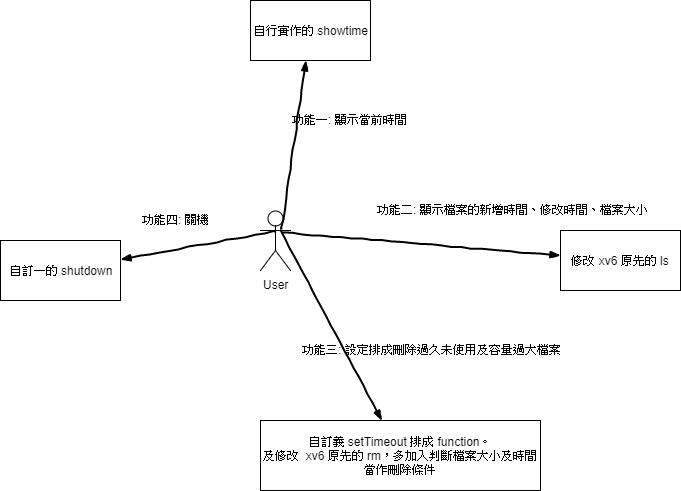 自行實作的 showtime
功能一: 顯示當前時間
功能四: 關機
功能二: 顯示檔案的新增時間、修改時間、檔案大小
自訂一的 shutdown
修改 xv6 原先的 ls
User
功能三: 設定排成刪除過久未使用及容量過大檔案
自訂義 setTimeout 排成 function。
及修改 xv6 原先的 rm，多加入判斷檔案大小及時間
當作刪除條件